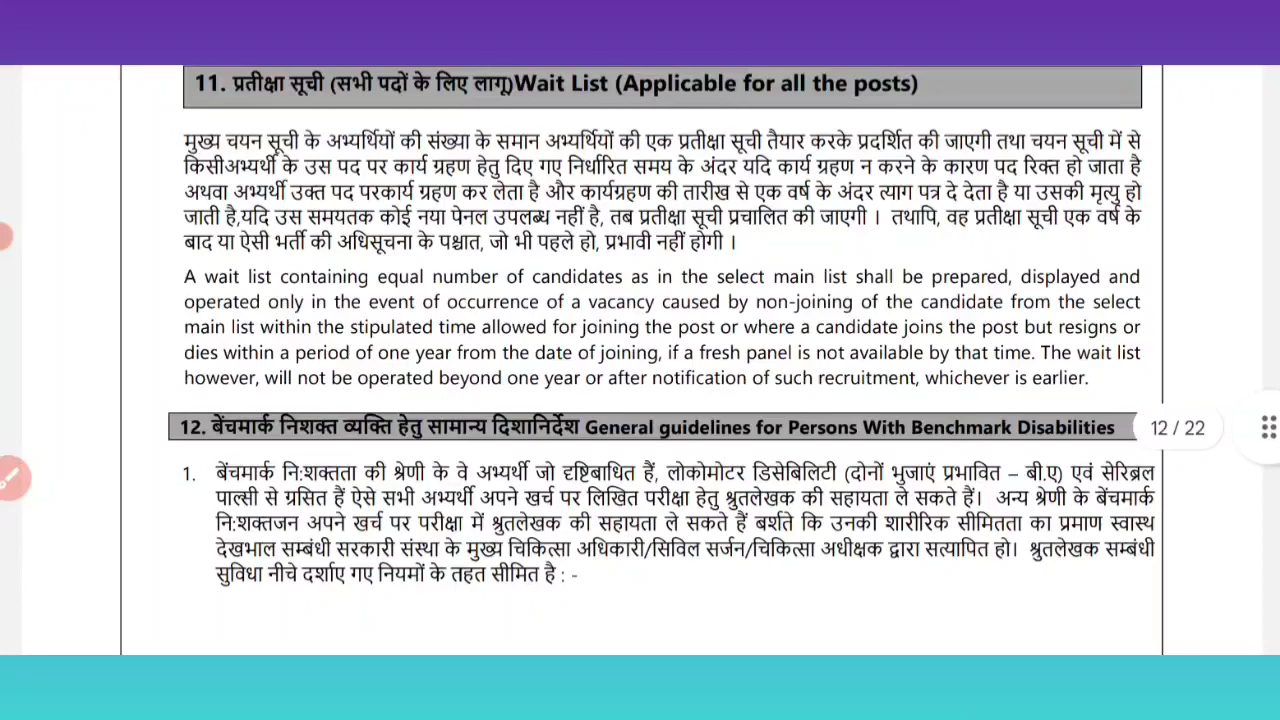 11. प्रतीक्षा सूची (सभी पदों के लिए लागू)Wait List (Applicable for all the posts)
मुख्य चयन सूची के अभ्यर्थियों की संख्या के समान अभ्यर्थियों की एक प्रतीक्षा सूची तैयार करके प्रदर्शित की जाएगी तथा चयन सूची में से
किसीअभ्यर्थी के उस पद पर कार्य ग्रहण हेतु दिए गए निर्धारित समय के अंदर यदि कार्य ग्रहण न करने के कारण पद रिक्त हो जाता है
अथवा अभ्यर्थी उक्त पद परकार्य ग्रहण कर लेता है और कार्यग्रहण की तारीख से एक वर्ष के अंदर त्याग पत्र दे देता है या उसकी मृत्यु हो
जाती है,यदि उस समयतक कोई नया पेनल उपलब्ध नहीं है, तब प्रतीक्षा सूची प्रचालित की जाएगी । तथापि, वह प्रतीक्षा सूची एक वर्ष के
बाद या ऐसी भर्ती की अधिसूचना के पश्चात, जो भी पहले हो, प्रभावी नहीं होगी ।
A wait list containing equal number of candidates as in the select main list shall be prepared, displayed and
operated only in the event of occurrence of a vacancy caused by non-joining of the candidate from the select
main list within the stipulated time allowed for joining the post or where a candidate joins the post but resigns or
dies within a period of one year from the date of joining, if a fresh panel is not available by that time. The wait list
however, will not be operated beyond one year or after notification of such recruitment, whichever is earlier.
12. बेंचमार्क निशक्त व्यक्ति हेतु सामान्य दिशानिर्देश General guidelines for Persons With Benchmark Disabilities
12 / 22
1. बेंचमार्क नि:शक्तता की श्रेणी के वे अभ्यर्थी जो दृष्टिबाधित हैं, लोकोमोटर डिसेबिलिटी (दोनों भुजाएं प्रभावित – बी.ए) एवं सेरिब्रल
पाल्सी से ग्रसित हैं ऐसे सभी अभ्यर्थी अपने खर्च पर लिखित परीक्षा हेतु श्रुतलेखक की सहायता ले सकते हैं। अन्य श्रेणी के बेंचमार्क
नि:शक्तजन अपने खर्च पर परीक्षा में श्रुतलेखक की सहायता ले सकते हैं बर्शते कि उनकी शारीरिक सीमितता का प्रमाण स्वास्थ
देखभाल सम्बंधी सरकारी संस्था के मुख्य चिकित्सा अधिकारी/सिविल सर्जन/चिकित्सा अधीक्षक द्वारा सत्यापित हो। श्रुतलेखक सम्बंधी
सुविधा नीचे दर्शाए गए नियमों के तहत सीमित है : -